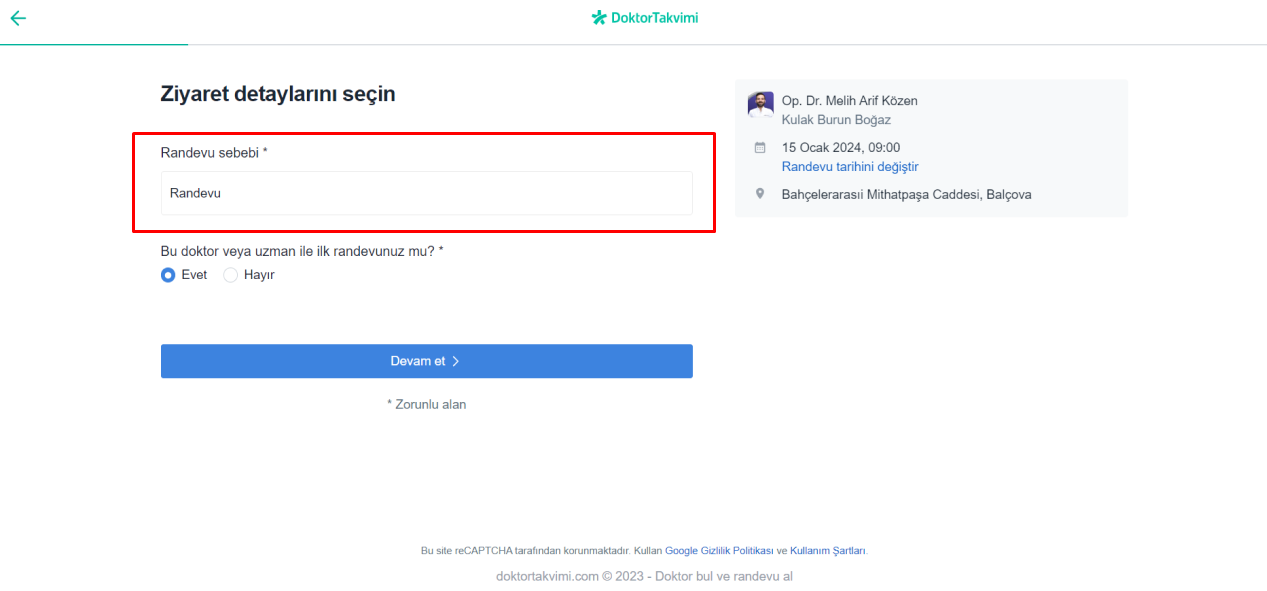 DoktorTakvimi
Ziyaret detaylarını seçin
Randevu sebebi *
Randevu
Bu doktor veya uzman ile ilk randevunuz mu? *
Evet Hayır
Devam et
* Zorunlu alan
Op. Dr. Melih Arif Közen
Kulak Burun Boğaz
15 Ocak 2024, 09:00
Randevu tarihini değiştir
Bahçelerarasıi Mithatpaşa Caddesi, Balçova
Bu site reCAPTCHA tarafından korunmaktadır. Kullan Google Gizlilik Politikası ve Kullanım Şartları.
doktortakvimi.com © 2023 - Doktor bul ve randevu al